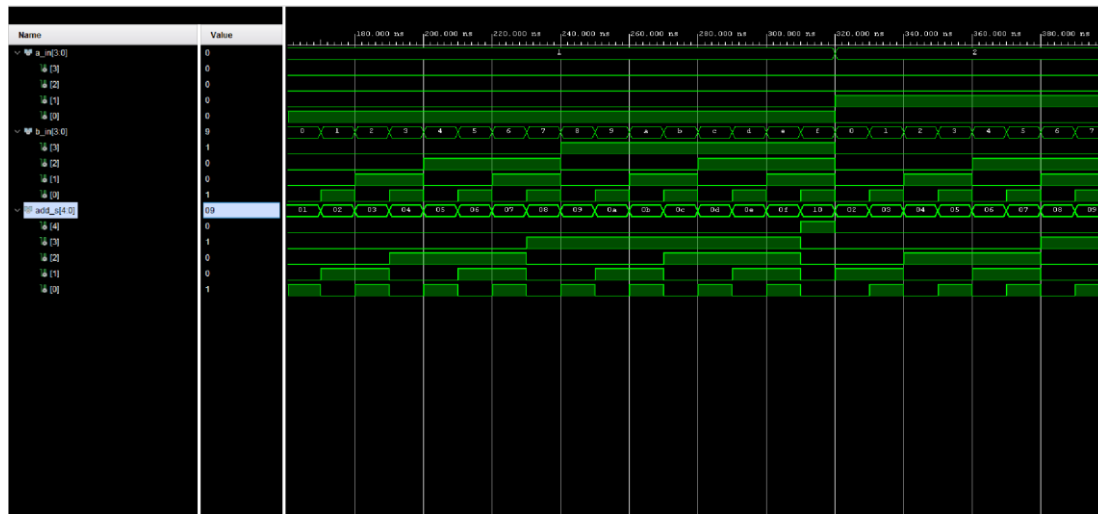 Name Value
180.000 ns 200.000 ns 220.000 ns 240.000 ns 260.000 ns 280.000 ns 300.000 ns 320.000 ns 340.000 ns 360.000 ns 380.000 ns
a_in[3:0] 0 1 2
[3] 0
[2] 0
[1] 0
[0] 0
b_in[3:0] 9 0 1 2 3 4 5 6 7 8 9 a b c d e f 0 1 2 3 4 5 6 7
[3] 1
[2] 0
[1] 0
[0] 1
add_s[4:0] 09 01 02 03 04 05 06 07 08 09 0a 0b 0c 0d 0e 0f 10 02 03 04 05 06 07 08 09
[4] 0
[3] 1
[2] 0
[1] 0
[0] 1